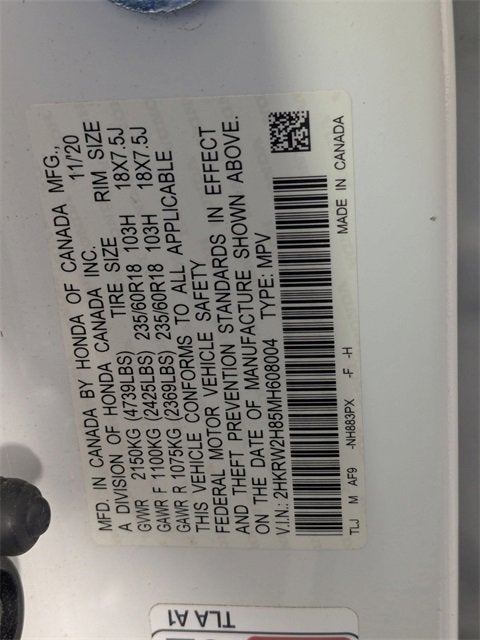 MFD. IN CANADA BY HONDA OF CANADA MFG.,
A DIVISION OF HONDA CANADA INC. 11/'20
GVWR 2150KG (4739LBS) TIRE SIZE RIM SIZE
GAWR F 1100KG (2425LBS) 235/60R18 103H 18X7.5J
GAWR R 1075KG (2369LBS) 235/60R18 103H 18X7.5J
THIS VEHICLE CONFORMS TO ALL APPLICABLE
FEDERAL MOTOR VEHICLE SAFETY
AND THEFT PREVENTION STANDARDS IN EFFECT
ON THE DATE OF MANUFACTURE SHOWN ABOVE.
V.I.N.: 2HKRW2H85MH608004 TYPE: MPV
TLJ M AF9 -NH883PX -F -H MADE IN CANADA
TLA A1